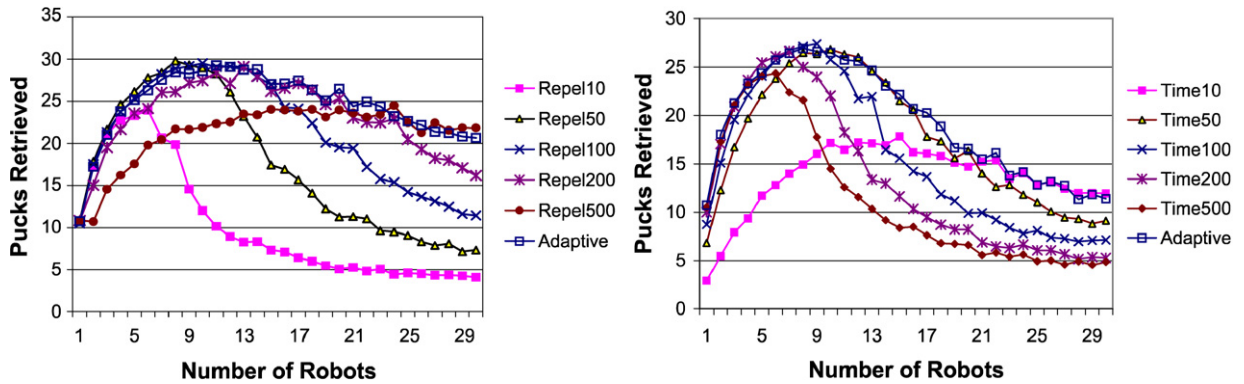 35
30
25
20
15
10
5
0
Pucks Retrieved
1 5 9 13 17 21 25 29
Number of Robots
Repel10
Repel50
Repel100
Repel200
Repel500
Adaptive
30
25
20
15
10
5
0
Pucks Retrieved
1 5 9 13 17 21 25 29
Number of Robots
Time10
Time50
Time100
Time200
Time500
Adaptive